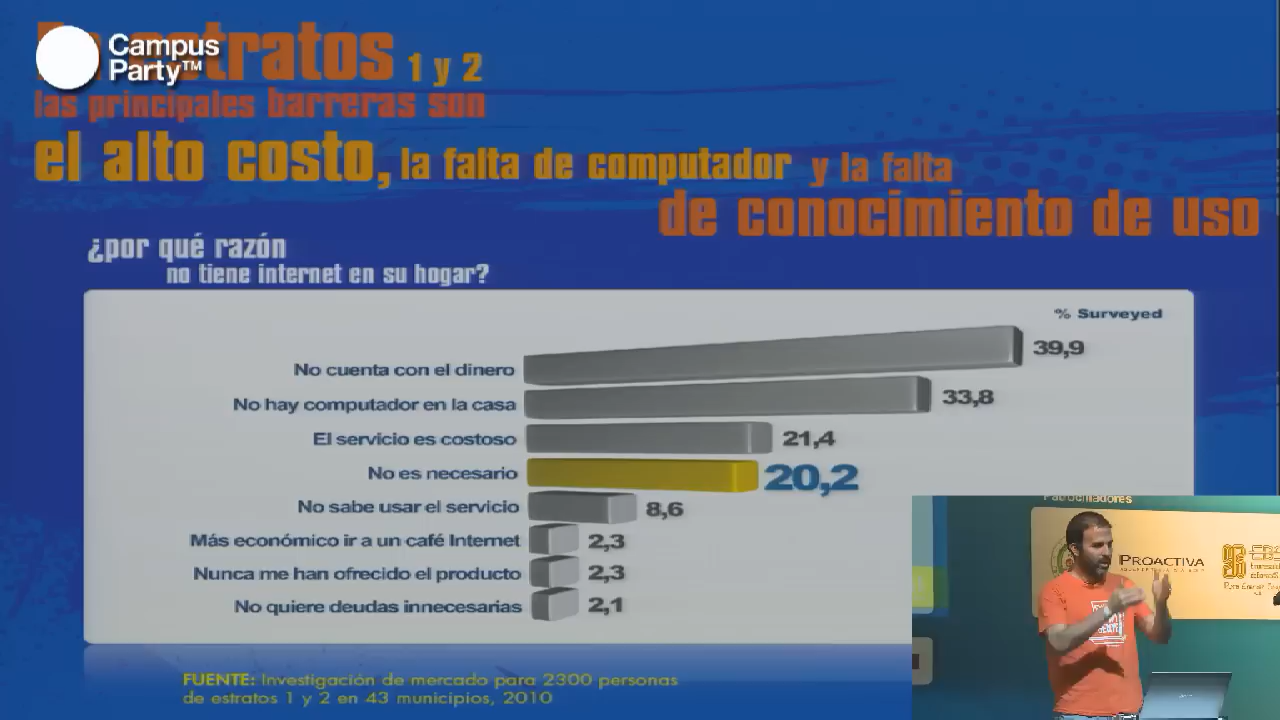 Campus
Party™
estratos 1 y 2
las principales barreras son
el alto costo, la falta de computador y la falta
de conocimiento de uso
¿por qué razón
no tiene internet en su hogar?
% Surveyed
No cuenta con el dinero 39,9
No hay computador en la casa 33,8
El servicio es costoso 21,4
No es necesario 20,2
No sabe usar el servicio 8,6
Más económico ir a un café Internet 2,3
Nunca me han ofrecido el producto 2,3
No quiere deudas innecesarias 2,1
FUENTE: Investigación de mercado para 2300 personas
de estratos 1 y 2 en 43 municipios, 2010
Patrocinadores
PROACTIVA